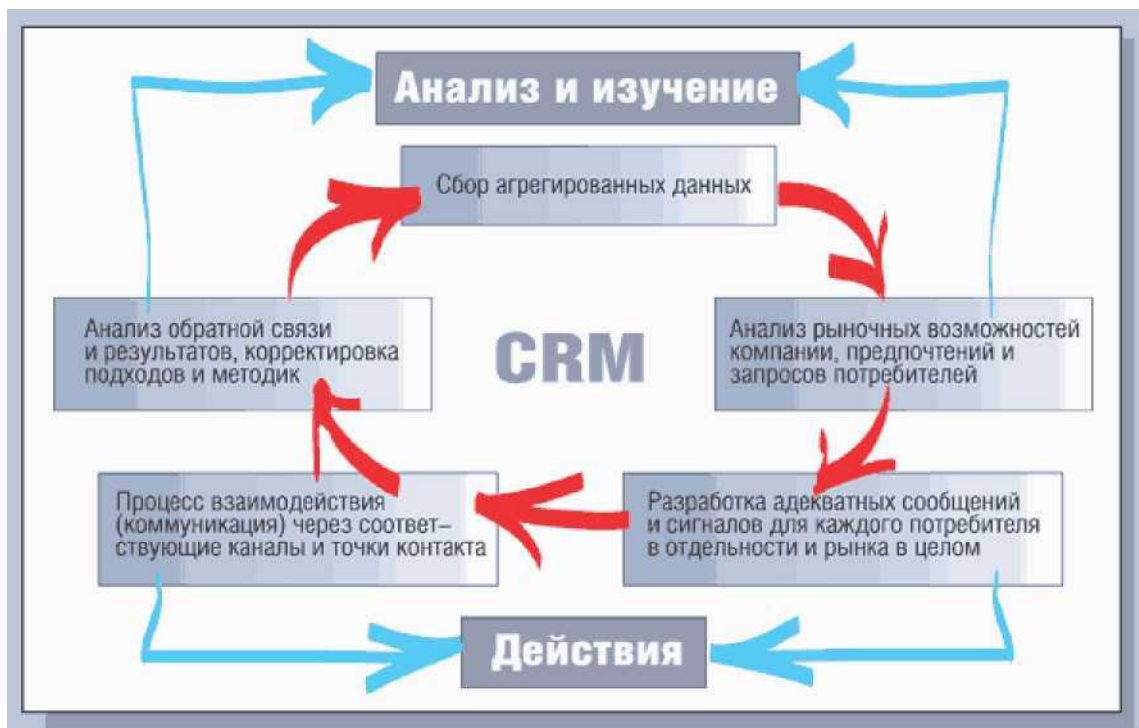 Анализ и изучение
Сбор агрегированных данных
Анализ обратной связи
и результатов, корректировка
подходов и методик
CRM
Анализ рыночных возможностей
компании, предпочтений и
запросов потребителей
Процесс взаимодействия
(коммуникация) через соответ–
ствующие каналы и точки контакта
Разработка адекватных сообщений
и сигналов для каждого потребителя
в отдельности и рынка в целом
Действия